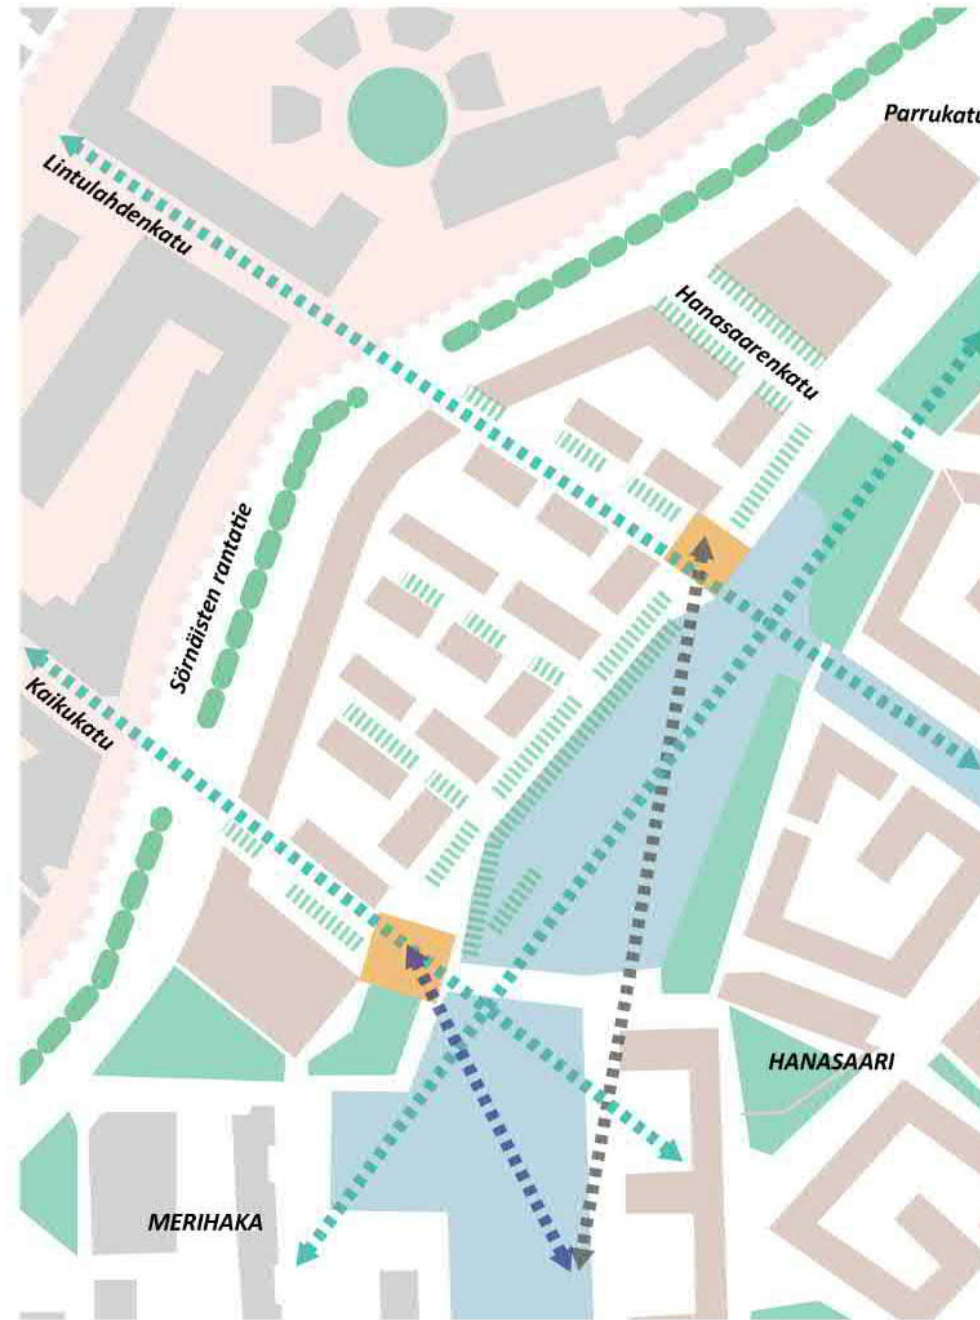 Parrukatu
Lintulahdenkatu
Hanasaarenkatu
Sörnäisten rantatie
Kaikukatu
HANASAARI
MERIHAKA